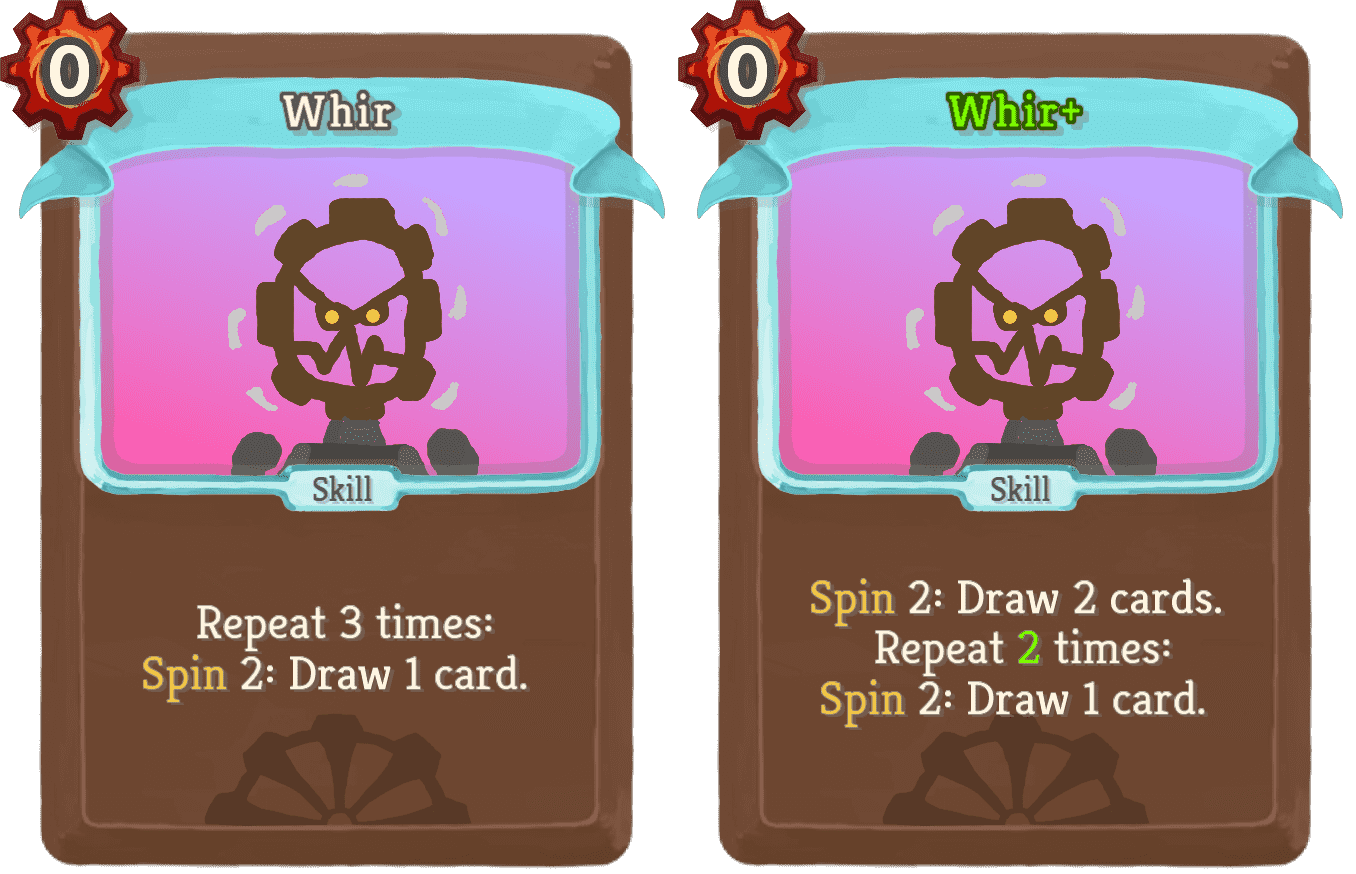 0
Whir
Skill
Repeat 3 times:
Spin 2: Draw 1 card.
0
Whir+
Skill
Spin 2: Draw 2 cards.
Repeat 2 times:
Spin 2: Draw 1 card.